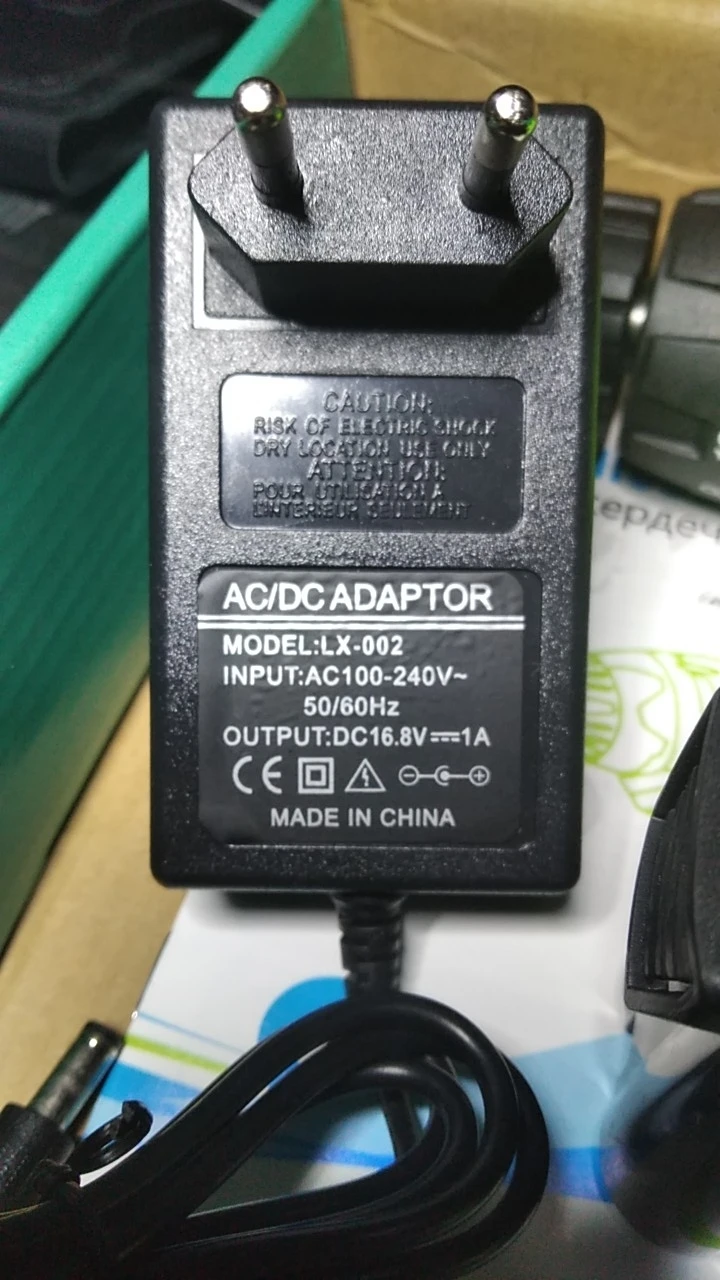 CAUTION:
RISK OF ELECTRIC SHOCK
DRY LOCATION USE ONLY
ATTENTION:
POUR UTILISATION A
L'INTERIEUR SEULEMENT
AC/DC ADAPTOR
MODEL:LX-002
INPUT:AC100-240V~
50/60Hz
OUTPUT:DC16.8V⎓1A
CE
MADE IN CHINA